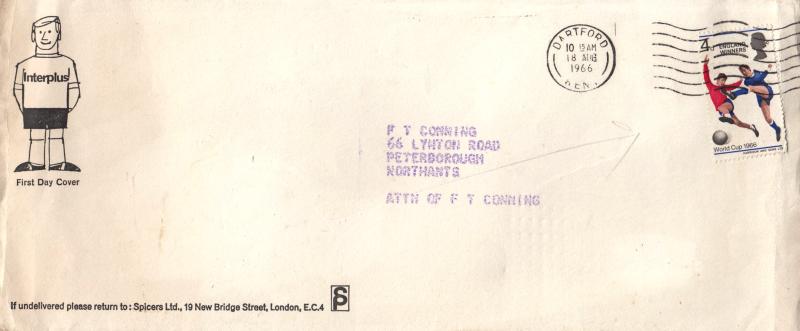 Interplus
First Day Cover
DARTFORD
10 15 AM
18 AUG
1966
KENT
4D ENGLAND
WINNERS
World Cup 1966
F T CONNING
66 LYNTON ROAD
PETERBOROUGH
NORTHANTS
ATTN OF F T CONNING
If undelivered please return to: Spicers Ltd., 19 New Bridge Street, London, E.C.4